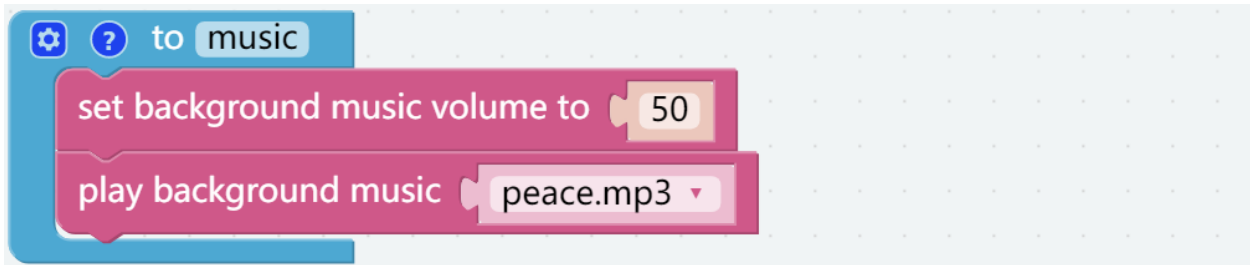 ? to music
set background music volume to 50
play background music peace.mp3